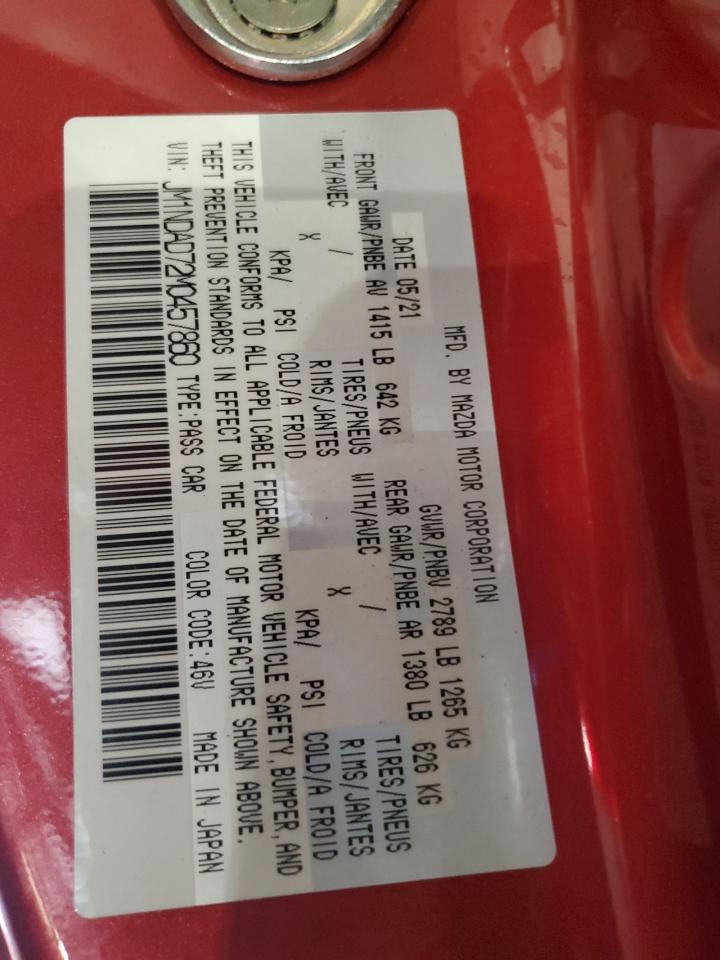 MFD. BY MAZDA MOTOR CORPORATION
DATE 05/21 GVWR/PNBV 2789 LB 1265 KG
FRONT GAWR/PNBE AV 1415 LB 642 KG REAR GAWR/PNBE AR 1380 LB 626 KG
WITH/AVEC / TIRES/PNEUS WITH/AVEC / TIRES/PNEUS
X RIMS/JANTES X RIMS/JANTES
KPA/ PSI COLD/A FROID KPA/ PSI COLD/A FROID
THIS VEHICLE CONFORMS TO ALL APPLICABLE FEDERAL MOTOR VEHICLE SAFETY, BUMPER, AND
THEFT PREVENTION STANDARDS IN EFFECT ON THE DATE OF MANUFACTURE SHOWN ABOVE.
VIN: JM1NDAD72M0457860 TYPE:PASS CAR COLOR CODE:46V MADE IN JAPAN